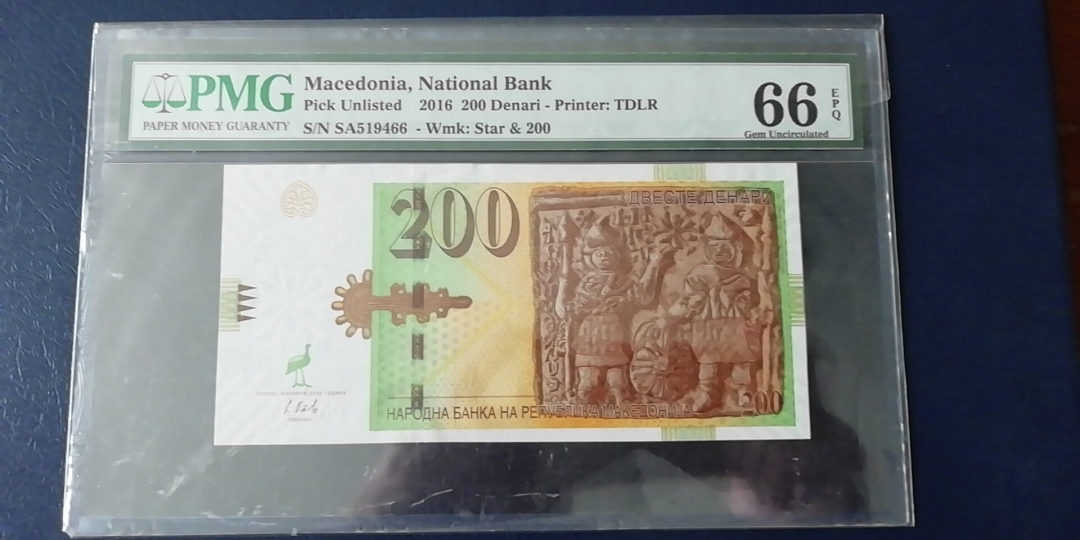 PMG
PAPER MONEY GUARANTY
Macedonia, National Bank
Pick Unlisted 2016 200 Denari - Printer: TDLR
S/N SA519466 - Wmk: Star & 200
66
EPQ
Gem Uncirculated
200
ДВЕСТЕ ДЕНАРИ
НАРОДНА БАНКА НА РЕПУБЛИКА МАКЕДОНИЈА
200